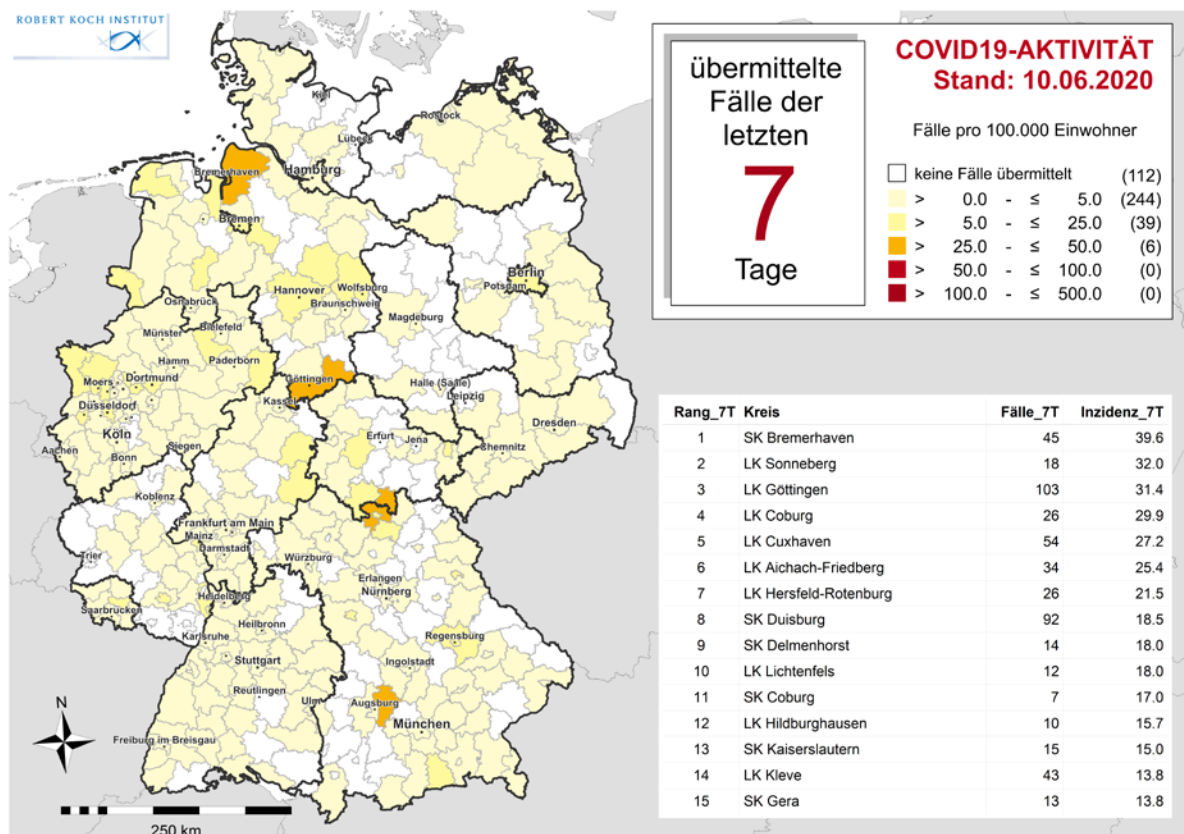 ROBERT KOCH INSTITUT
übermittelte
Fälle der
letzten
7
Tage
COVID19-AKTIVITÄT
Stand: 10.06.2020
Fälle pro 100.000 Einwohner
keine Fälle übermittelt (112)
> 0.0 - ≤ 5.0 (244)
> 5.0 - ≤ 25.0 (39)
> 25.0 - ≤ 50.0 (6)
> 50.0 - ≤ 100.0 (0)
> 100.0 - ≤ 500.0 (0)
Kiel
Rostock
Lübeck
Bremerhaven
Hamburg
Bremen
Berlin
Potsdam
Hannover
Wolfsburg
Braunschweig
Osnabrück
Magdeburg
Münster
Bielefeld
Hamm
Paderborn
Göttingen
Moers
Dortmund
Halle (Saale)
Leipzig
Kassel
Düsseldorf
Dresden
Köln
Erfurt
Jena
Chemnitz
Siegen
Aachen
Bonn
Koblenz
Frankfurt am Main
Mainz
Darmstadt
Trier
Würzburg
Erlangen
Nürnberg
Heidelberg
Saarbrücken
Heilbronn
Karlsruhe
Regensburg
Stuttgart
Ingolstadt
Reutlingen
Ulm
Augsburg
München
Freiburg im Breisgau
N
250 km
Rang_7T Kreis Fälle_7T Inzidenz_7T
1 SK Bremerhaven 45 39.6
2 LK Sonneberg 18 32.0
3 LK Göttingen 103 31.4
4 LK Coburg 26 29.9
5 LK Cuxhaven 54 27.2
6 LK Aichach-Friedberg 34 25.4
7 LK Hersfeld-Rotenburg 26 21.5
8 SK Duisburg 92 18.5
9 SK Delmenhorst 14 18.0
10 LK Lichtenfels 12 18.0
11 SK Coburg 7 17.0
12 LK Hildburghausen 10 15.7
13 SK Kaiserslautern 15 15.0
14 LK Kleve 43 13.8
15 SK Gera 13 13.8